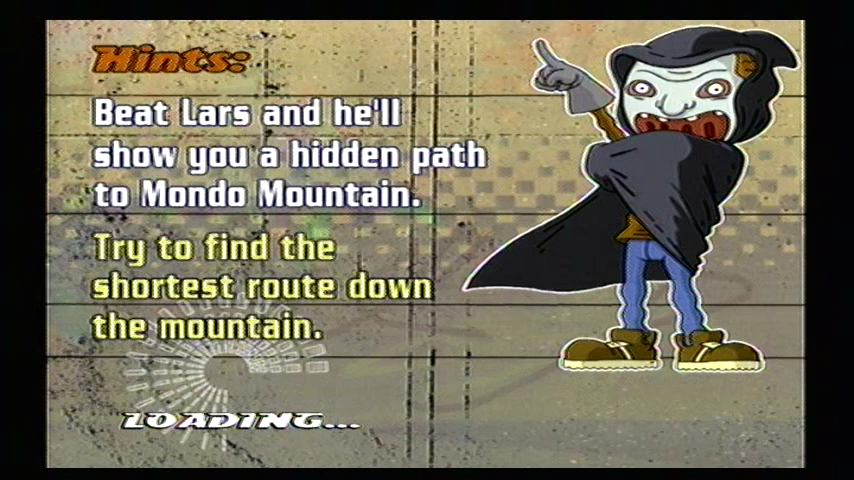 Hints:
Beat Lars and he'll
show you a hidden path
to Mondo Mountain.
Try to find the
shortest route down
the mountain.
LOADING...